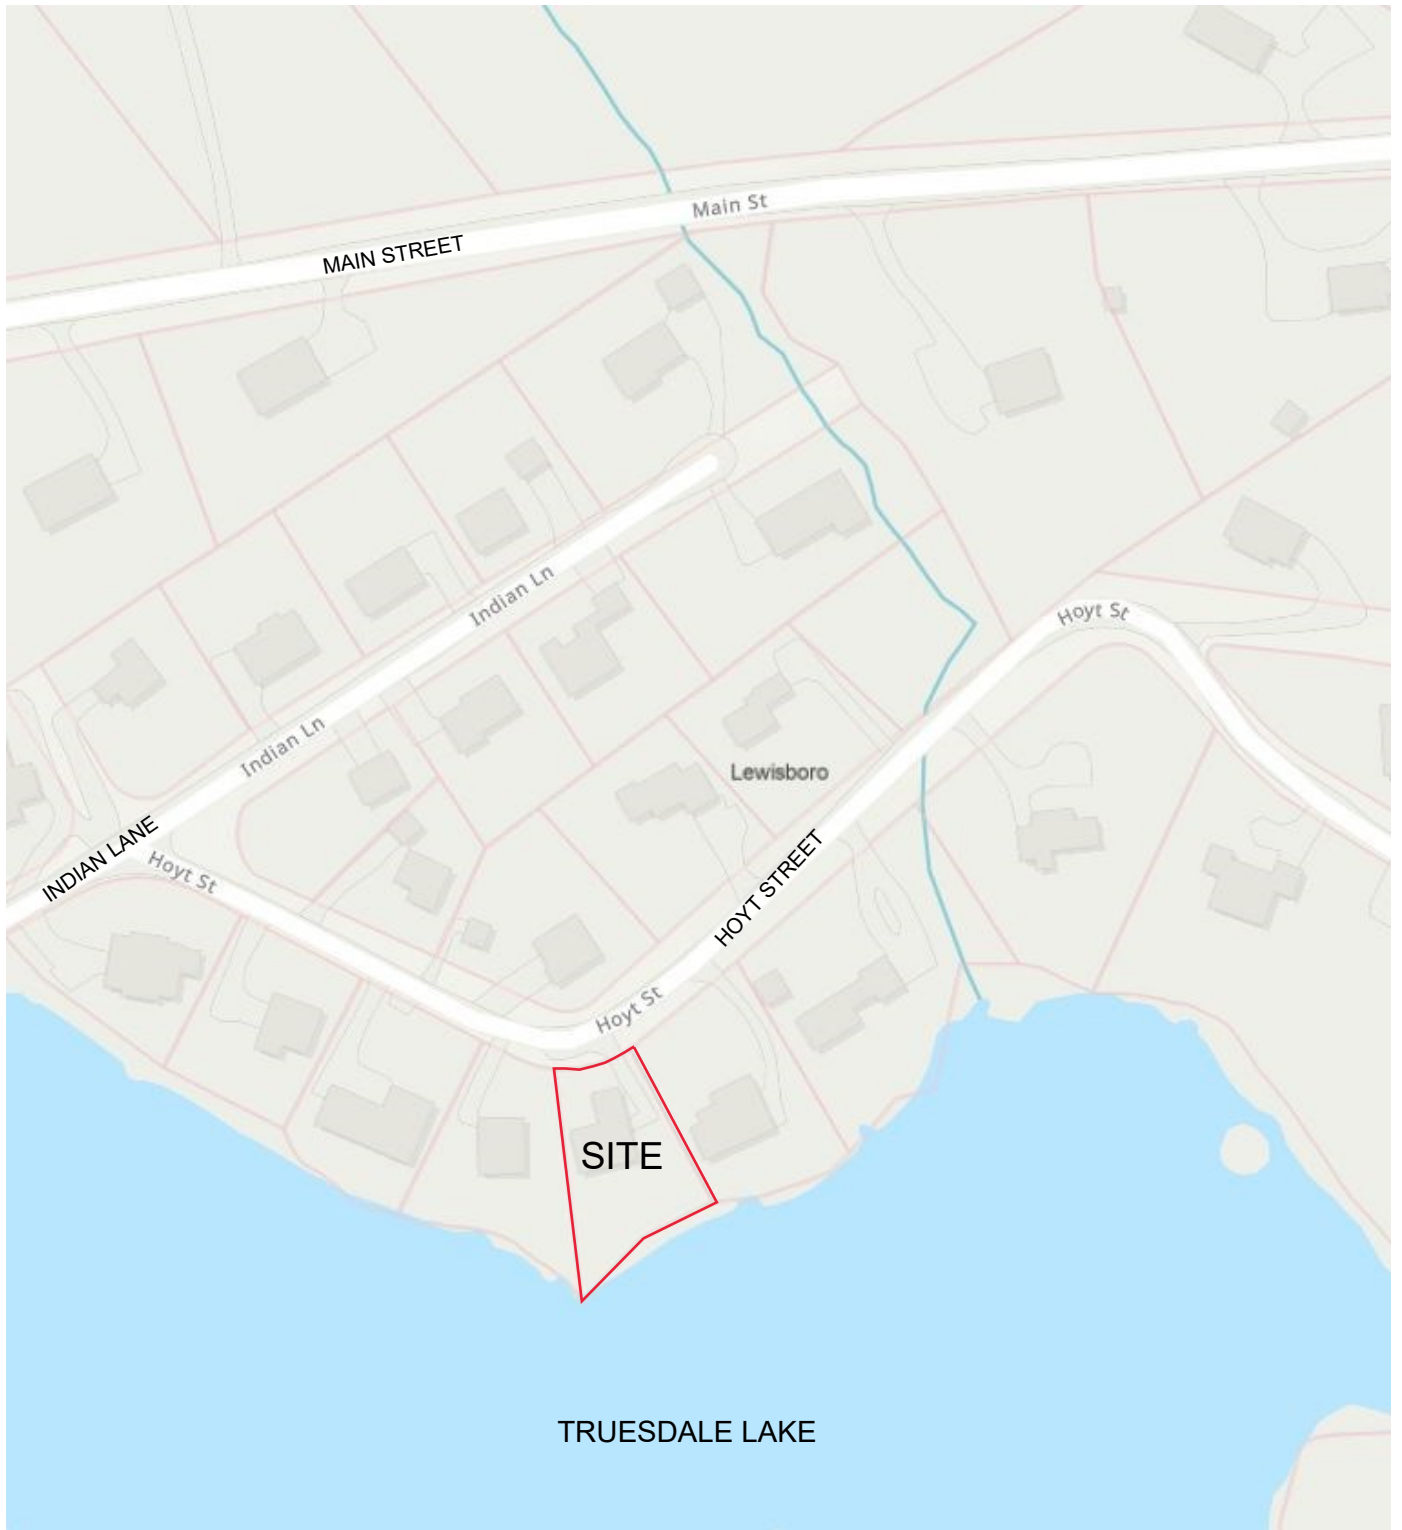 Main St
MAIN STREET
Indian Ln
Hoyt St
Indian Ln
Lewisboro
INDIAN LANE
Hoyt St
HOYT STREET
Hoyt St
SITE
TRUESDALE LAKE